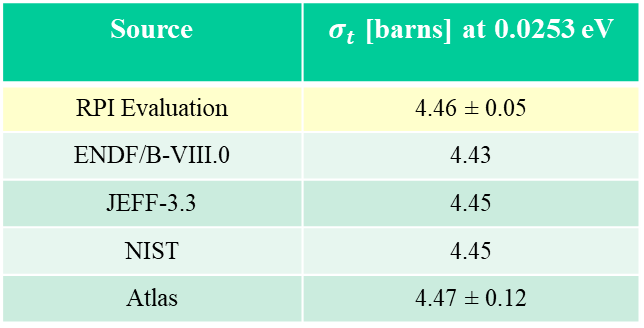 Source σt [barns] at 0.0253 eV
RPI Evaluation 4.46 ± 0.05
ENDF/B-VIII.0 4.43
JEFF-3.3 4.45
NIST 4.45
Atlas 4.47 ± 0.12